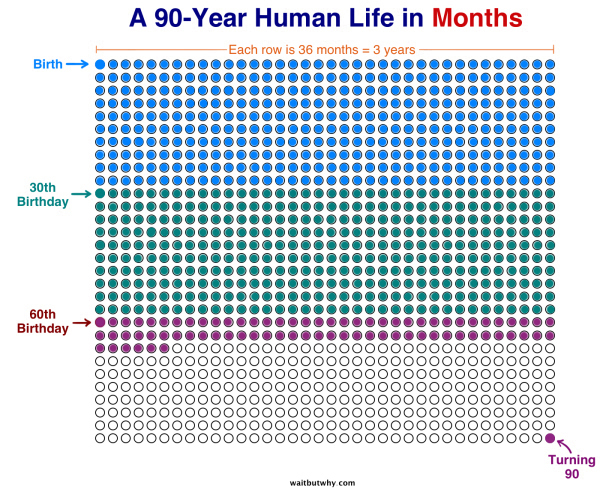 A 90-Year Human Life in Months
Each row is 36 months = 3 years
Birth
30th
Birthday
60th
Birthday
Turning
90
waitbutwhy.com